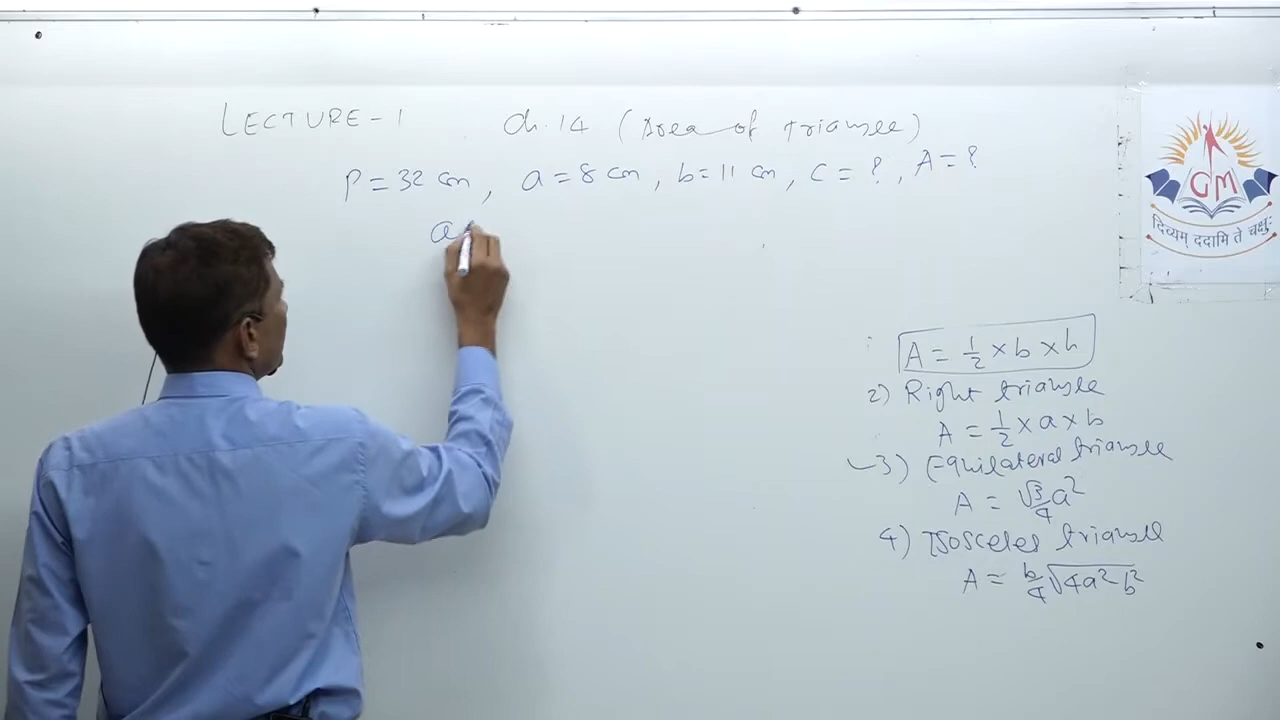 LECTURE-1 Ch. 14 (Area of triangle)
P = 32 cm, a = 8 cm, b = 11 cm, c = ?, A = ?
a
GM
दिव्यम् ददामि ते चक्षुः
A = 1/2 × b × h
2) Right triangle
A = 1/2 × a × b
3) Equilateral triangle
A = √3/4 a²
4) Isosceles triangle
A = b/4 √4a²-b²